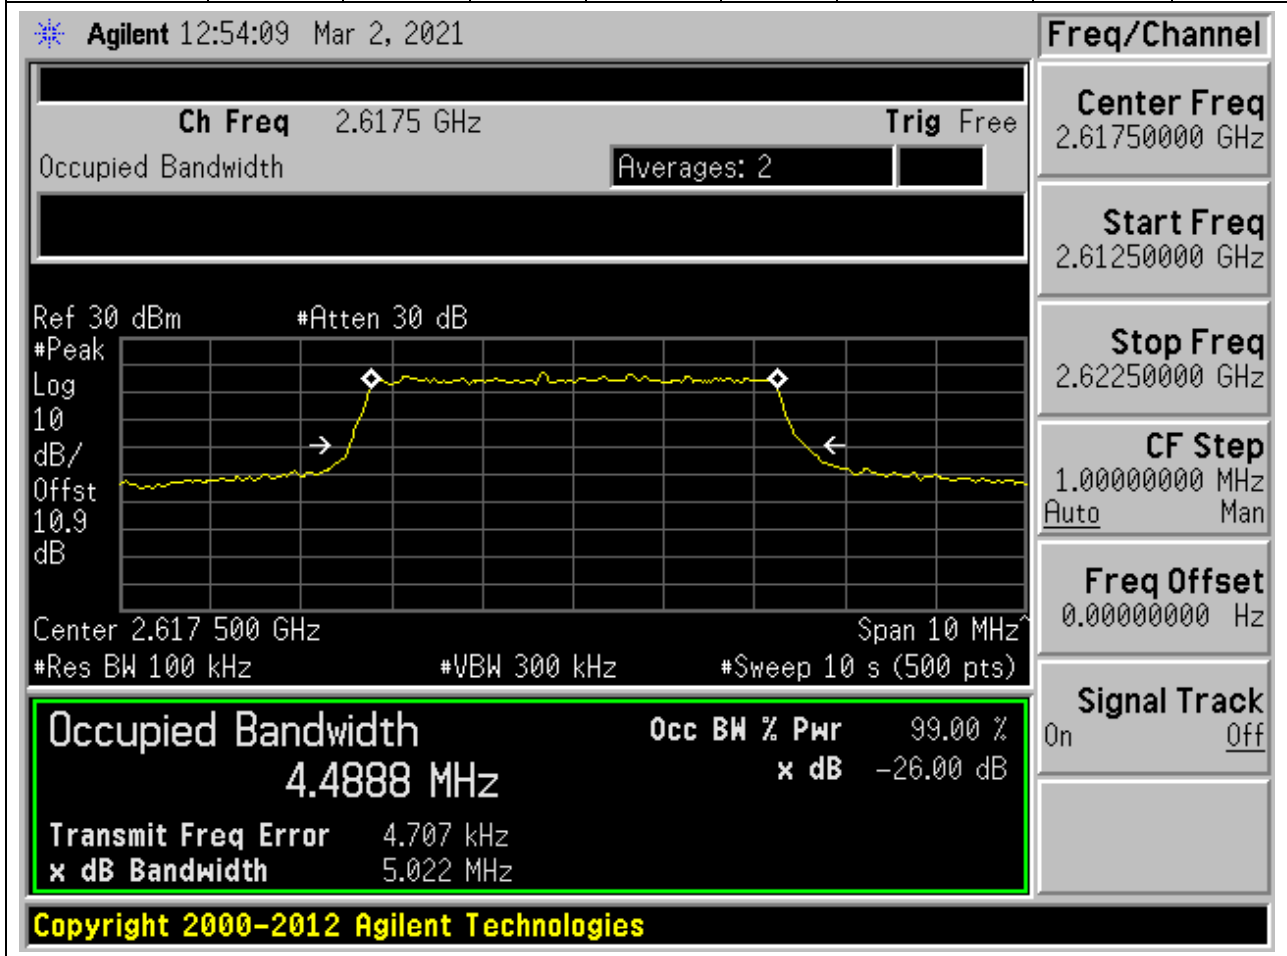 Agilent 12:54:09 Mar 2, 2021
Freq/Channel
Ch Freq 2.6175 GHz Trig Free
Occupied Bandwidth Averages: 2
Center Freq
2.61750000 GHz
Start Freq
2.61250000 GHz
Stop Freq
2.62250000 GHz
CF Step
1.00000000 MHz
Auto Man
Freq Offset
0.00000000 Hz
Signal Track
On Off
Ref 30 dBm #Atten 30 dB
#Peak
Log
10
dB/
Offst
10.9
dB
Center 2.617 500 GHz Span 10 MHz^
#Res BW 100 kHz #VBW 300 kHz #Sweep 10 s (500 pts)
Occupied Bandwidth Occ BW % Pwr 99.00 %
4.4888 MHz x dB -26.00 dB
Transmit Freq Error 4.707 kHz
x dB Bandwidth 5.022 MHz
Copyright 2000-2012 Agilent Technologies